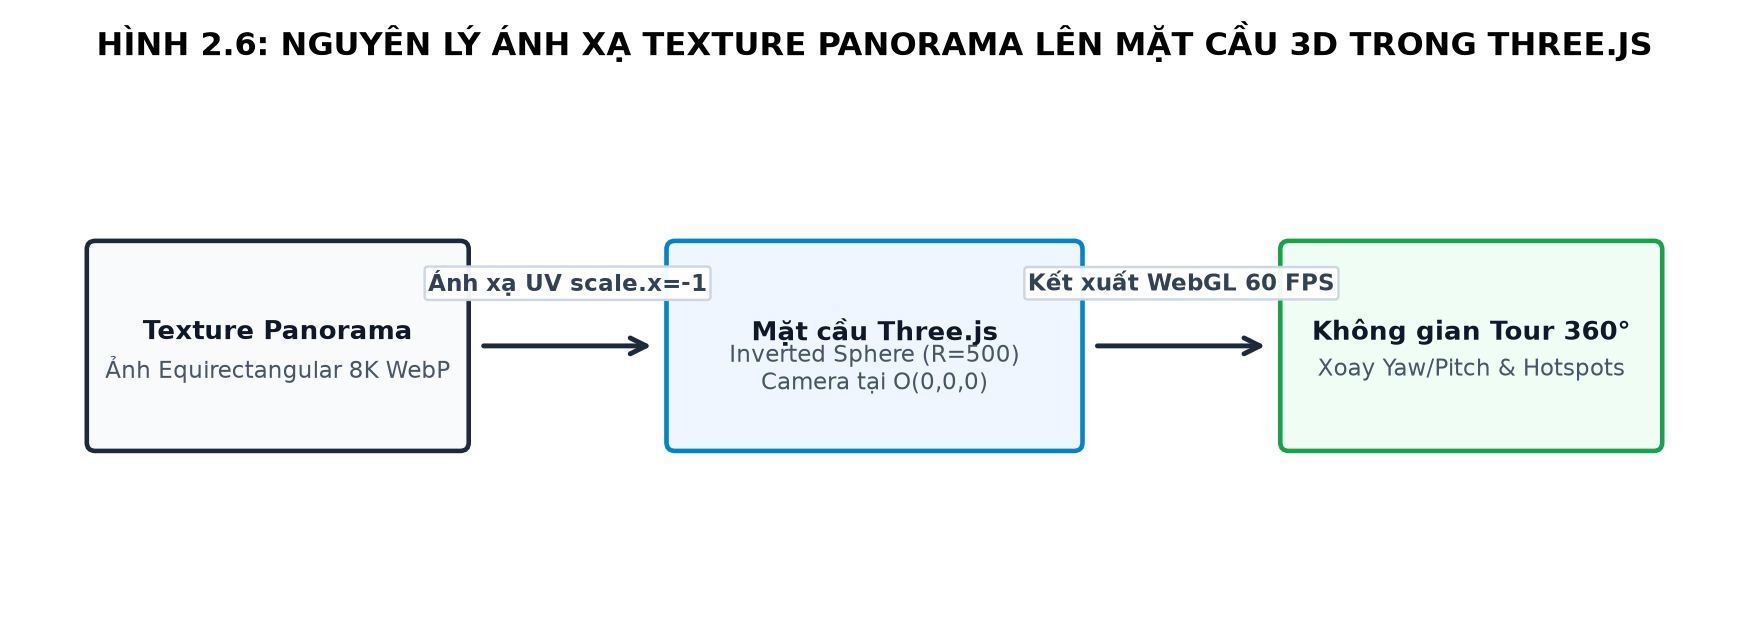 HÌNH 2.6: NGUYÊN LÝ ÁNH XẠ TEXTURE PANORAMA LÊN MẶT CẦU 3D TRONG THREE.JS
Texture Panorama
Ảnh Equirectangular 8K WebP
Ánh xạ UV scale.x=-1
Mặt cầu Three.js
Inverted Sphere (R=500)
Camera tại O(0,0,0)
Kết xuất WebGL 60 FPS
Không gian Tour 360°
Xoay Yaw/Pitch & Hotspots